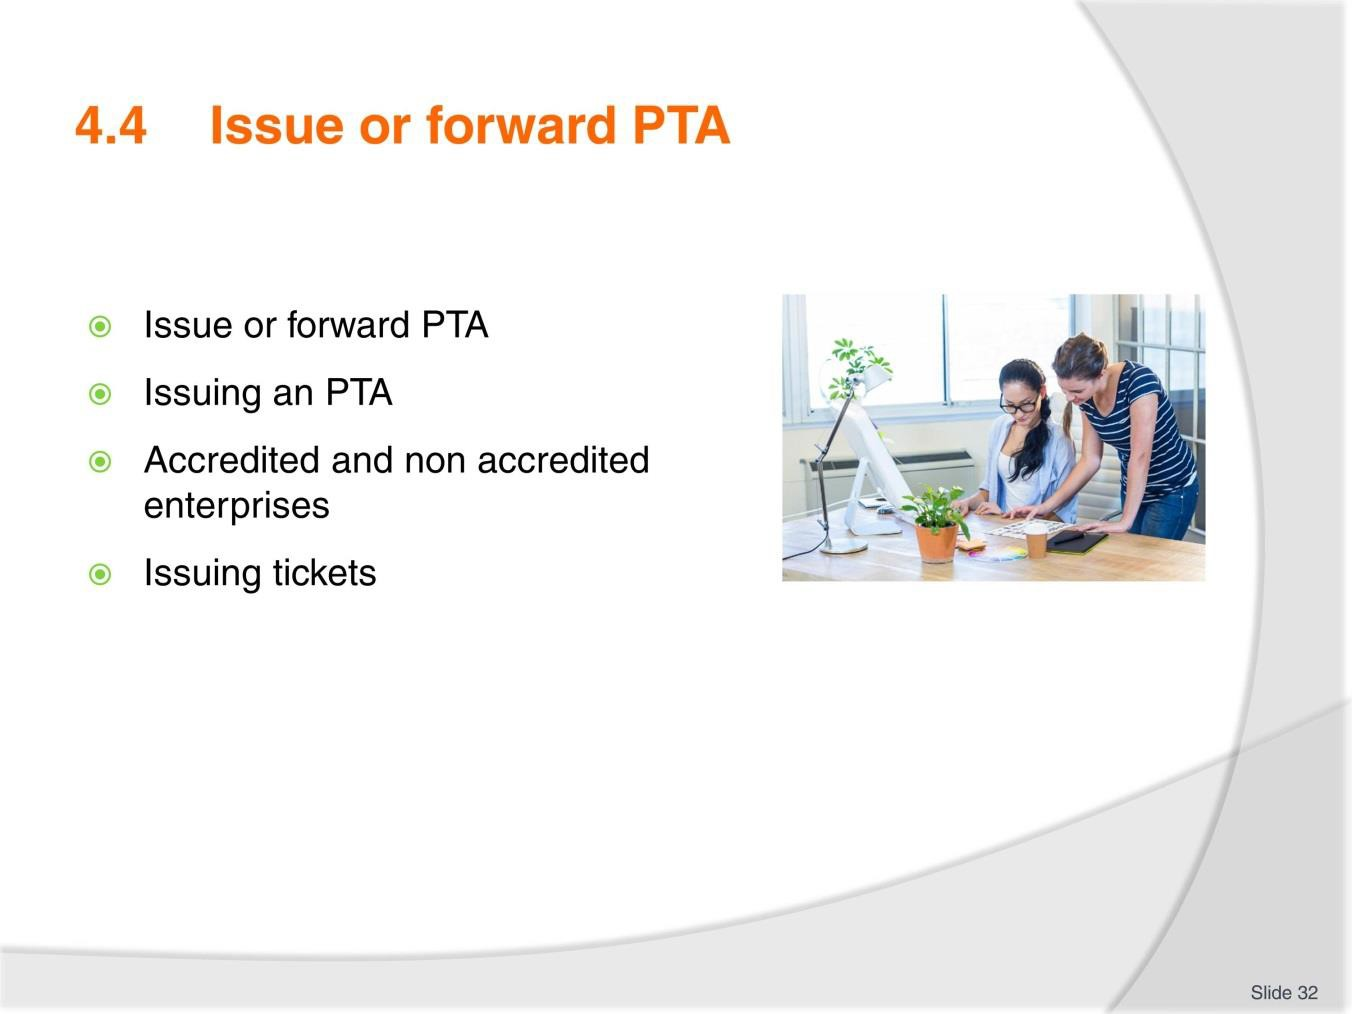 4.4 Issue or forward PTA
Issue or forward PTA
Issuing an PTA
Accredited and non accredited
enterprises
Issuing tickets
Slide 32